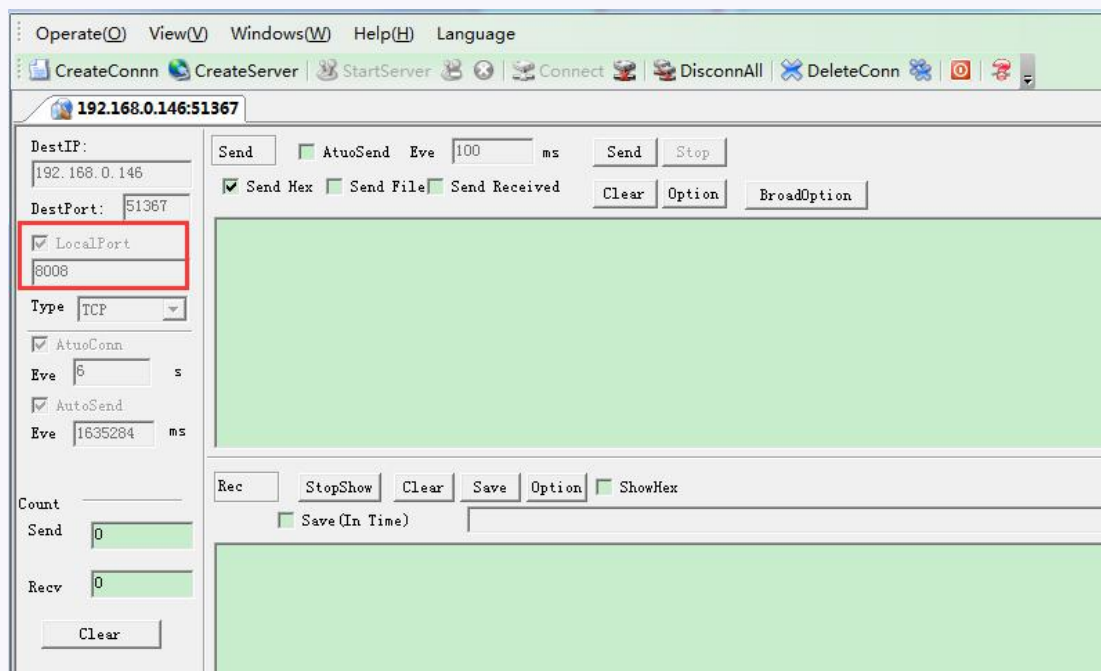 Operate(O) View(V) Windows(W) Help(H) Language
CreateConnn CreateServer StartServer Connect DisconnAll DeleteConn
192.168.0.146:51367
DestIP:
192.168.0.146
DestPort: 51367
LocalPort
8008
Type TCP
AtuoConn
Eve 6 s
AutoSend
Eve 1635284 ms
Count
Send 0
Recv 0
Clear
Send AtuoSend Eve 100 ms Send Stop
Send Hex Send File Send Received Clear Option BroadOption
Rec StopShow Clear Save Option ShowHex
Save(In Time)